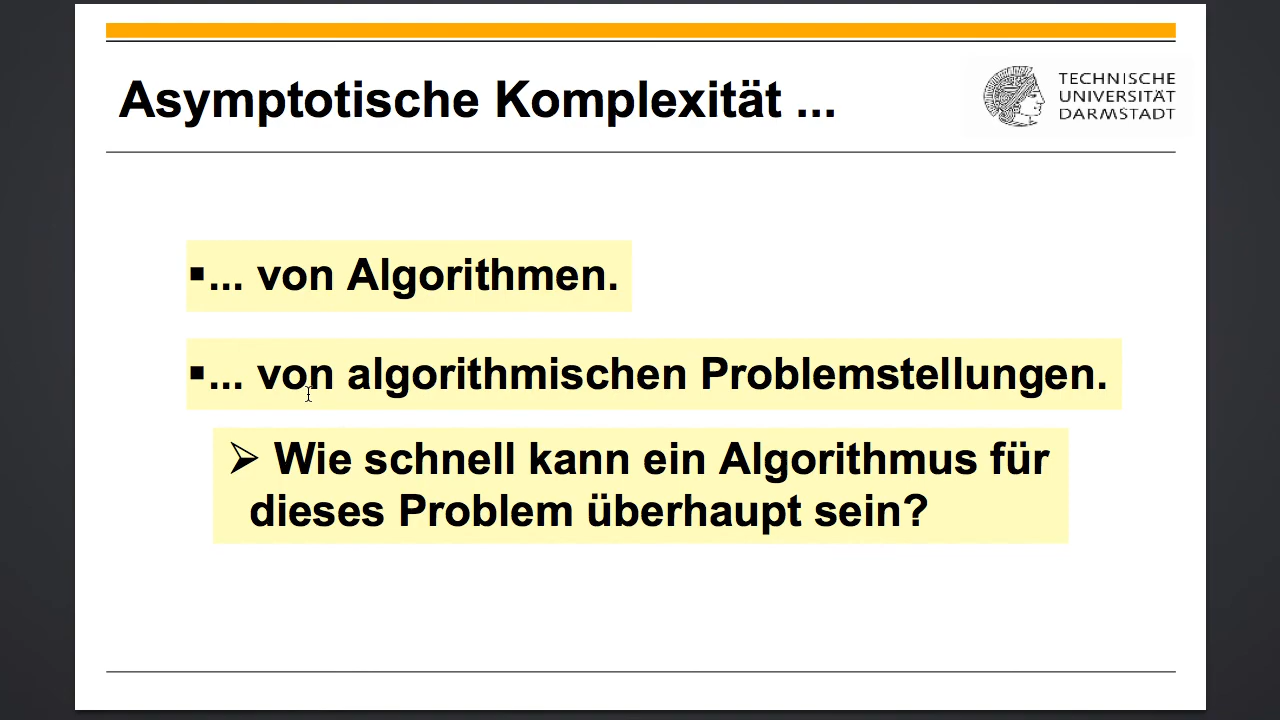 Asymptotische Komplexität ...
TECHNISCHE
UNIVERSITÄT
DARMSTADT
▪... von Algorithmen.
▪... von algorithmischen Problemstellungen.
➢ Wie schnell kann ein Algorithmus für
dieses Problem überhaupt sein?